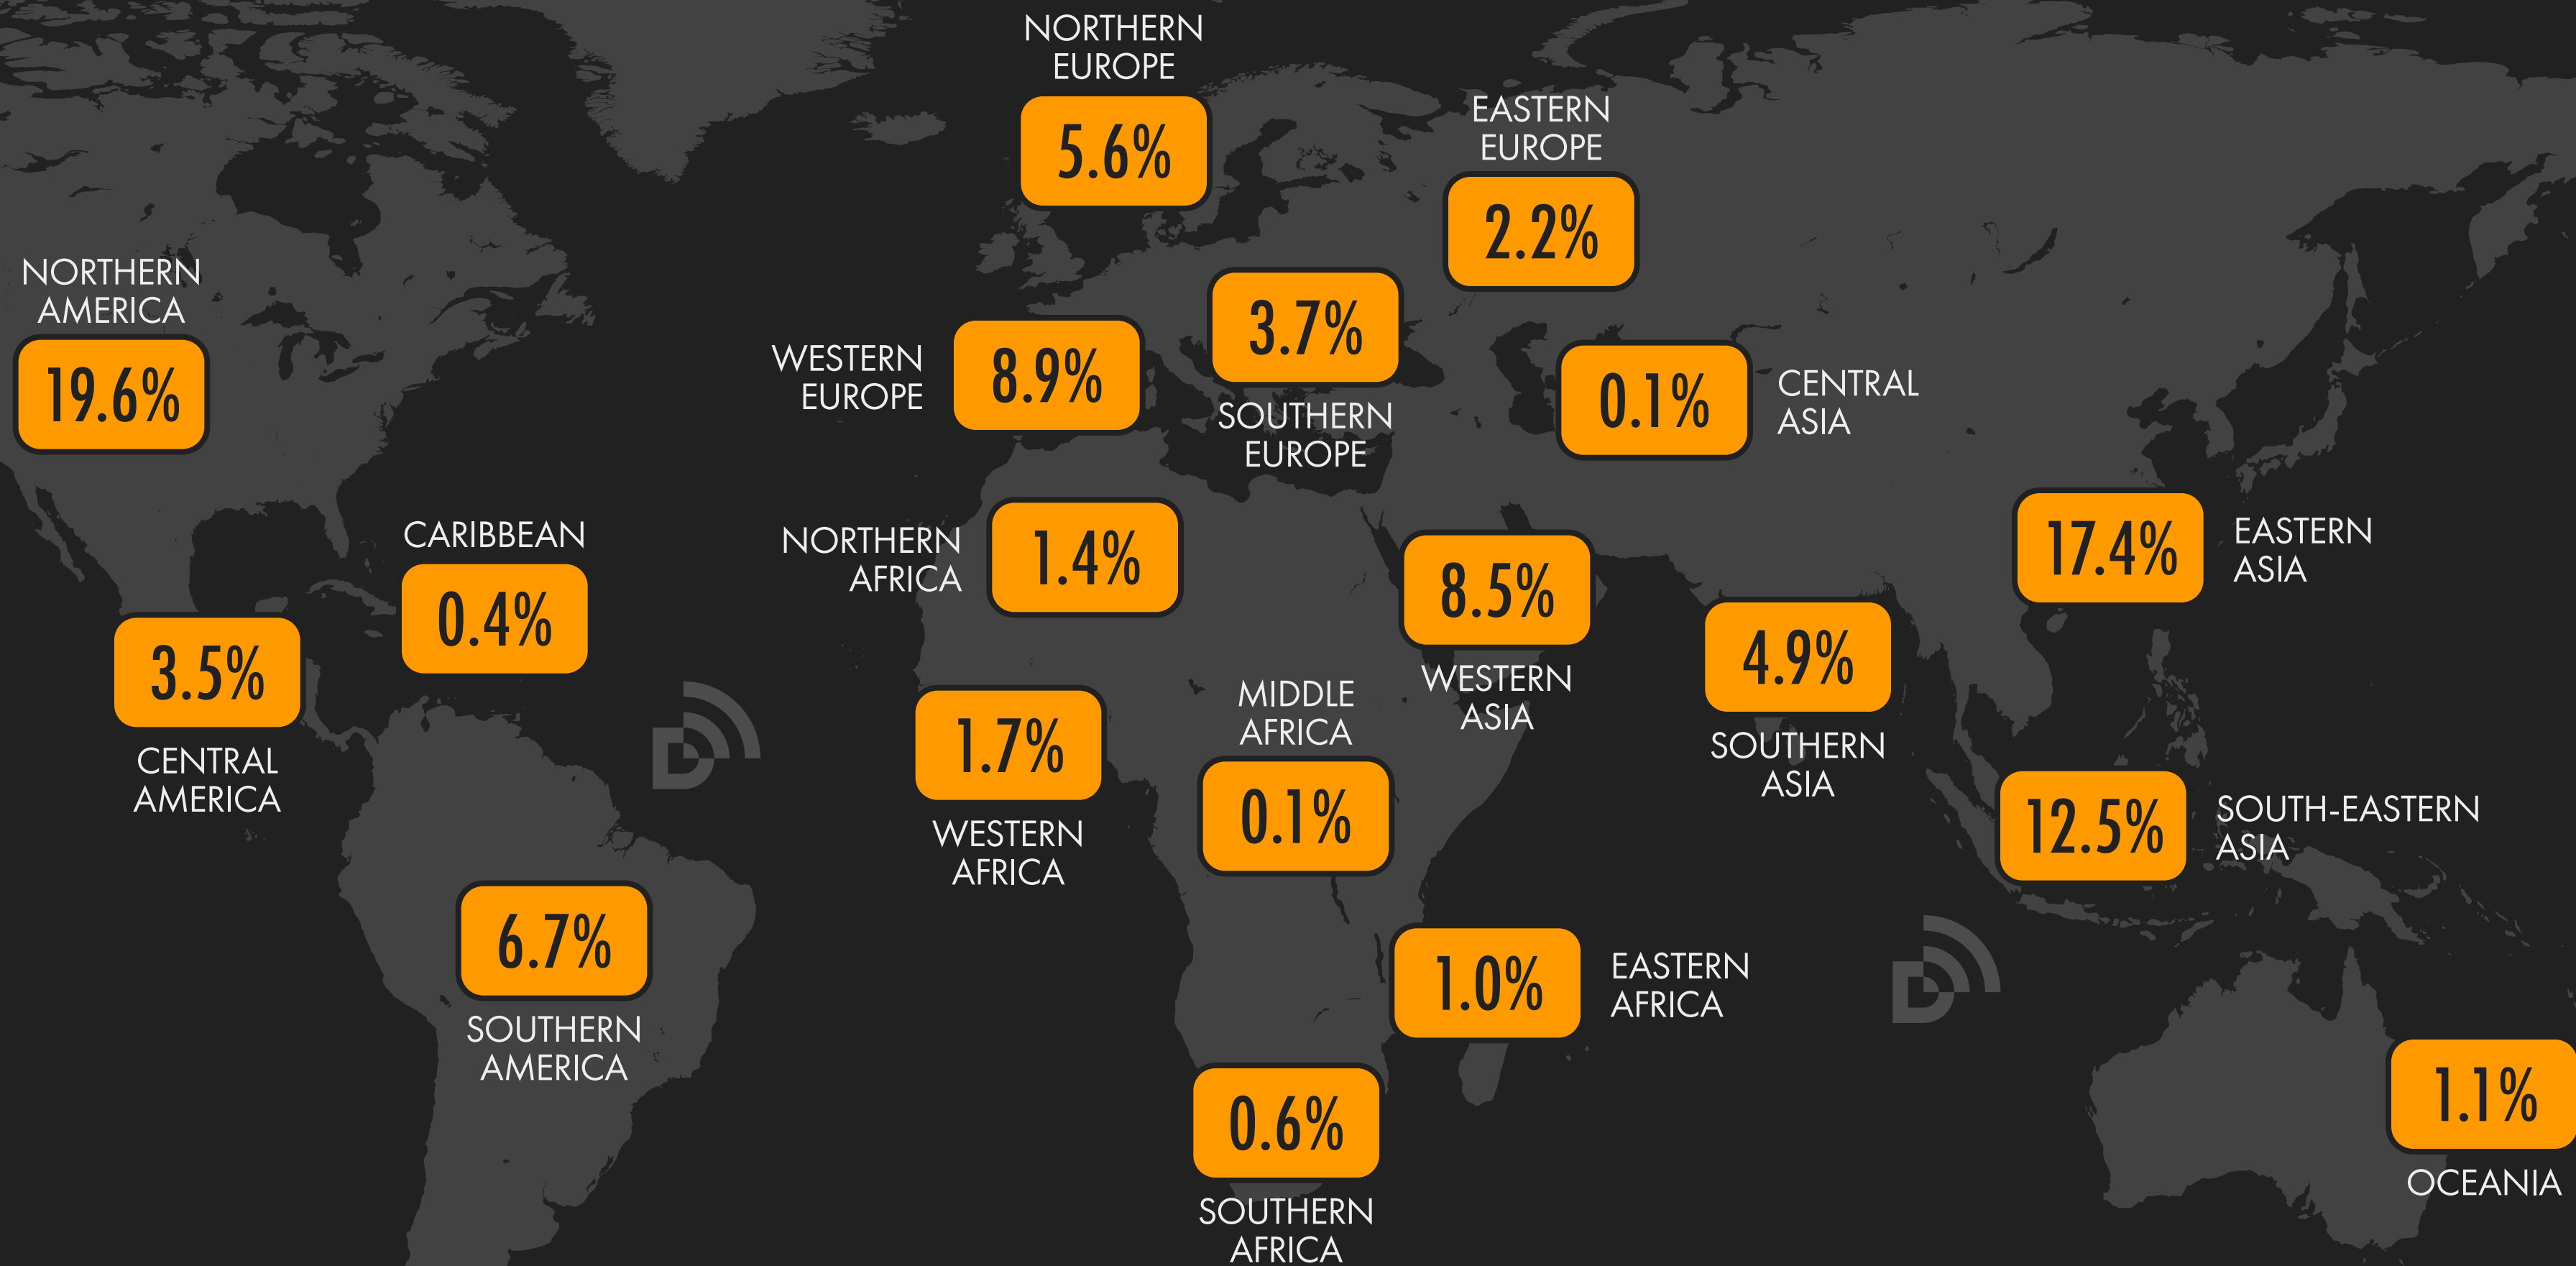 NORTHERN
EUROPE
5.6%
EASTERN
EUROPE
2.2%
NORTHERN
AMERICA
19.6%
WESTERN
EUROPE
8.9%
3.7%
SOUTHERN
EUROPE
0.1%
CENTRAL
ASIA
CARIBBEAN
0.4%
NORTHERN
AFRICA
1.4%
8.5%
WESTERN
ASIA
17.4%
EASTERN
ASIA
3.5%
CENTRAL
AMERICA
4.9%
SOUTHERN
ASIA
1.7%
WESTERN
AFRICA
MIDDLE
AFRICA
0.1%
12.5%
SOUTH-EASTERN
ASIA
6.7%
SOUTHERN
AMERICA
1.0%
EASTERN
AFRICA
0.6%
SOUTHERN
AFRICA
1.1%
OCEANIA